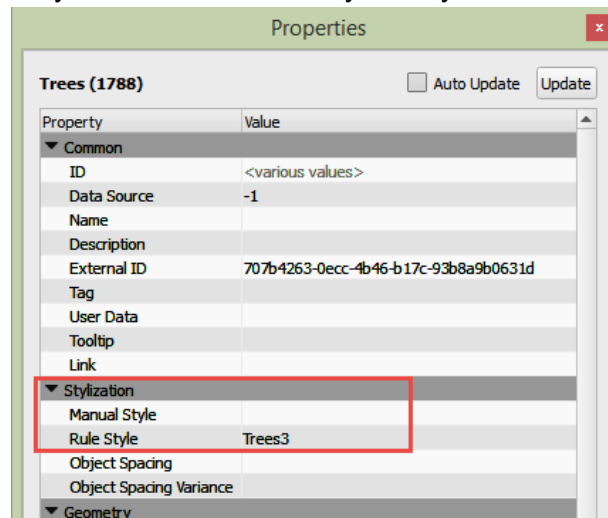 Properties
x
Trees (1788) Auto Update Update
Property Value
Common
ID <various values>
Data Source -1
Name
Description
External ID 707b4263-0ecc-4b46-b17c-93b8a9b0631d
Tag
User Data
Tooltip
Link
Stylization
Manual Style
Rule Style Trees3
Object Spacing
Object Spacing Variance
Geometry